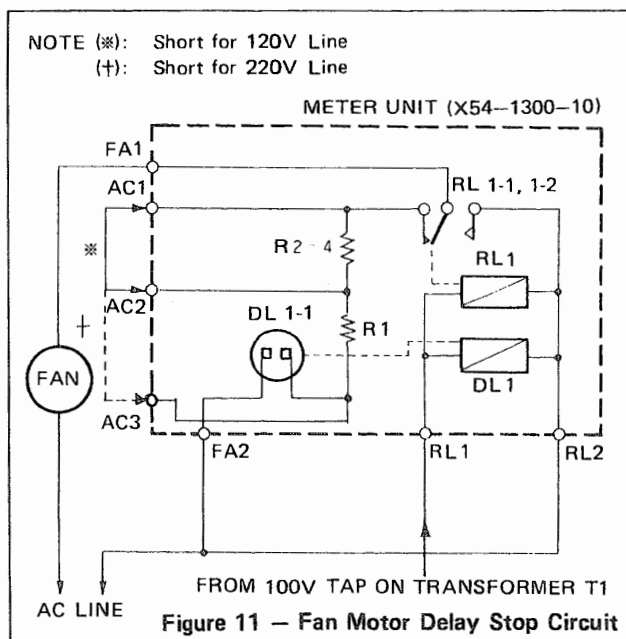 NOTE (※): Short for 120V Line
(†): Short for 220V Line
METER UNIT (X54-1300-10)
FA1
AC1
RL 1-1, 1-2
※
R2-4
RL1
AC2
DL 1-1
R1
†
FAN
DL1
AC3
FA2
RL1
RL2
FROM 100V TAP ON TRANSFORMER T1
AC LINE
Figure 11 — Fan Motor Delay Stop Circuit